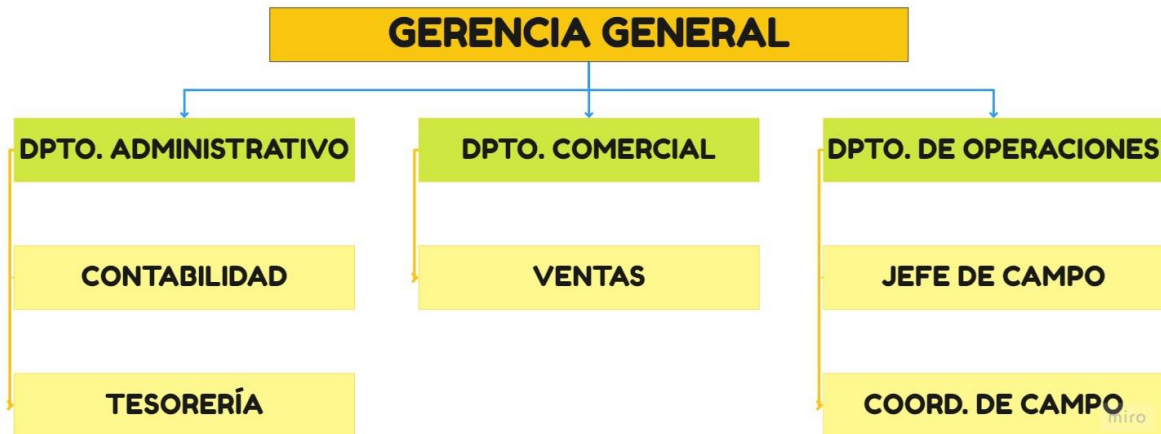 GERENCIA GENERAL
DPTO. ADMINISTRATIVO
DPTO. COMERCIAL
DPTO. DE OPERACIONES
CONTABILIDAD
VENTAS
JEFE DE CAMPO
TESORERÍA
COORD. DE CAMPO
miro